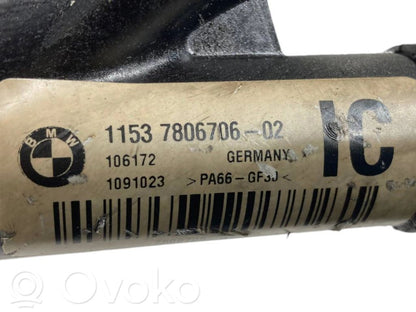 BMW
1153 7806706-02
IC
106172 GERMANY
1091023 >PA66-GF30<
OVOKO